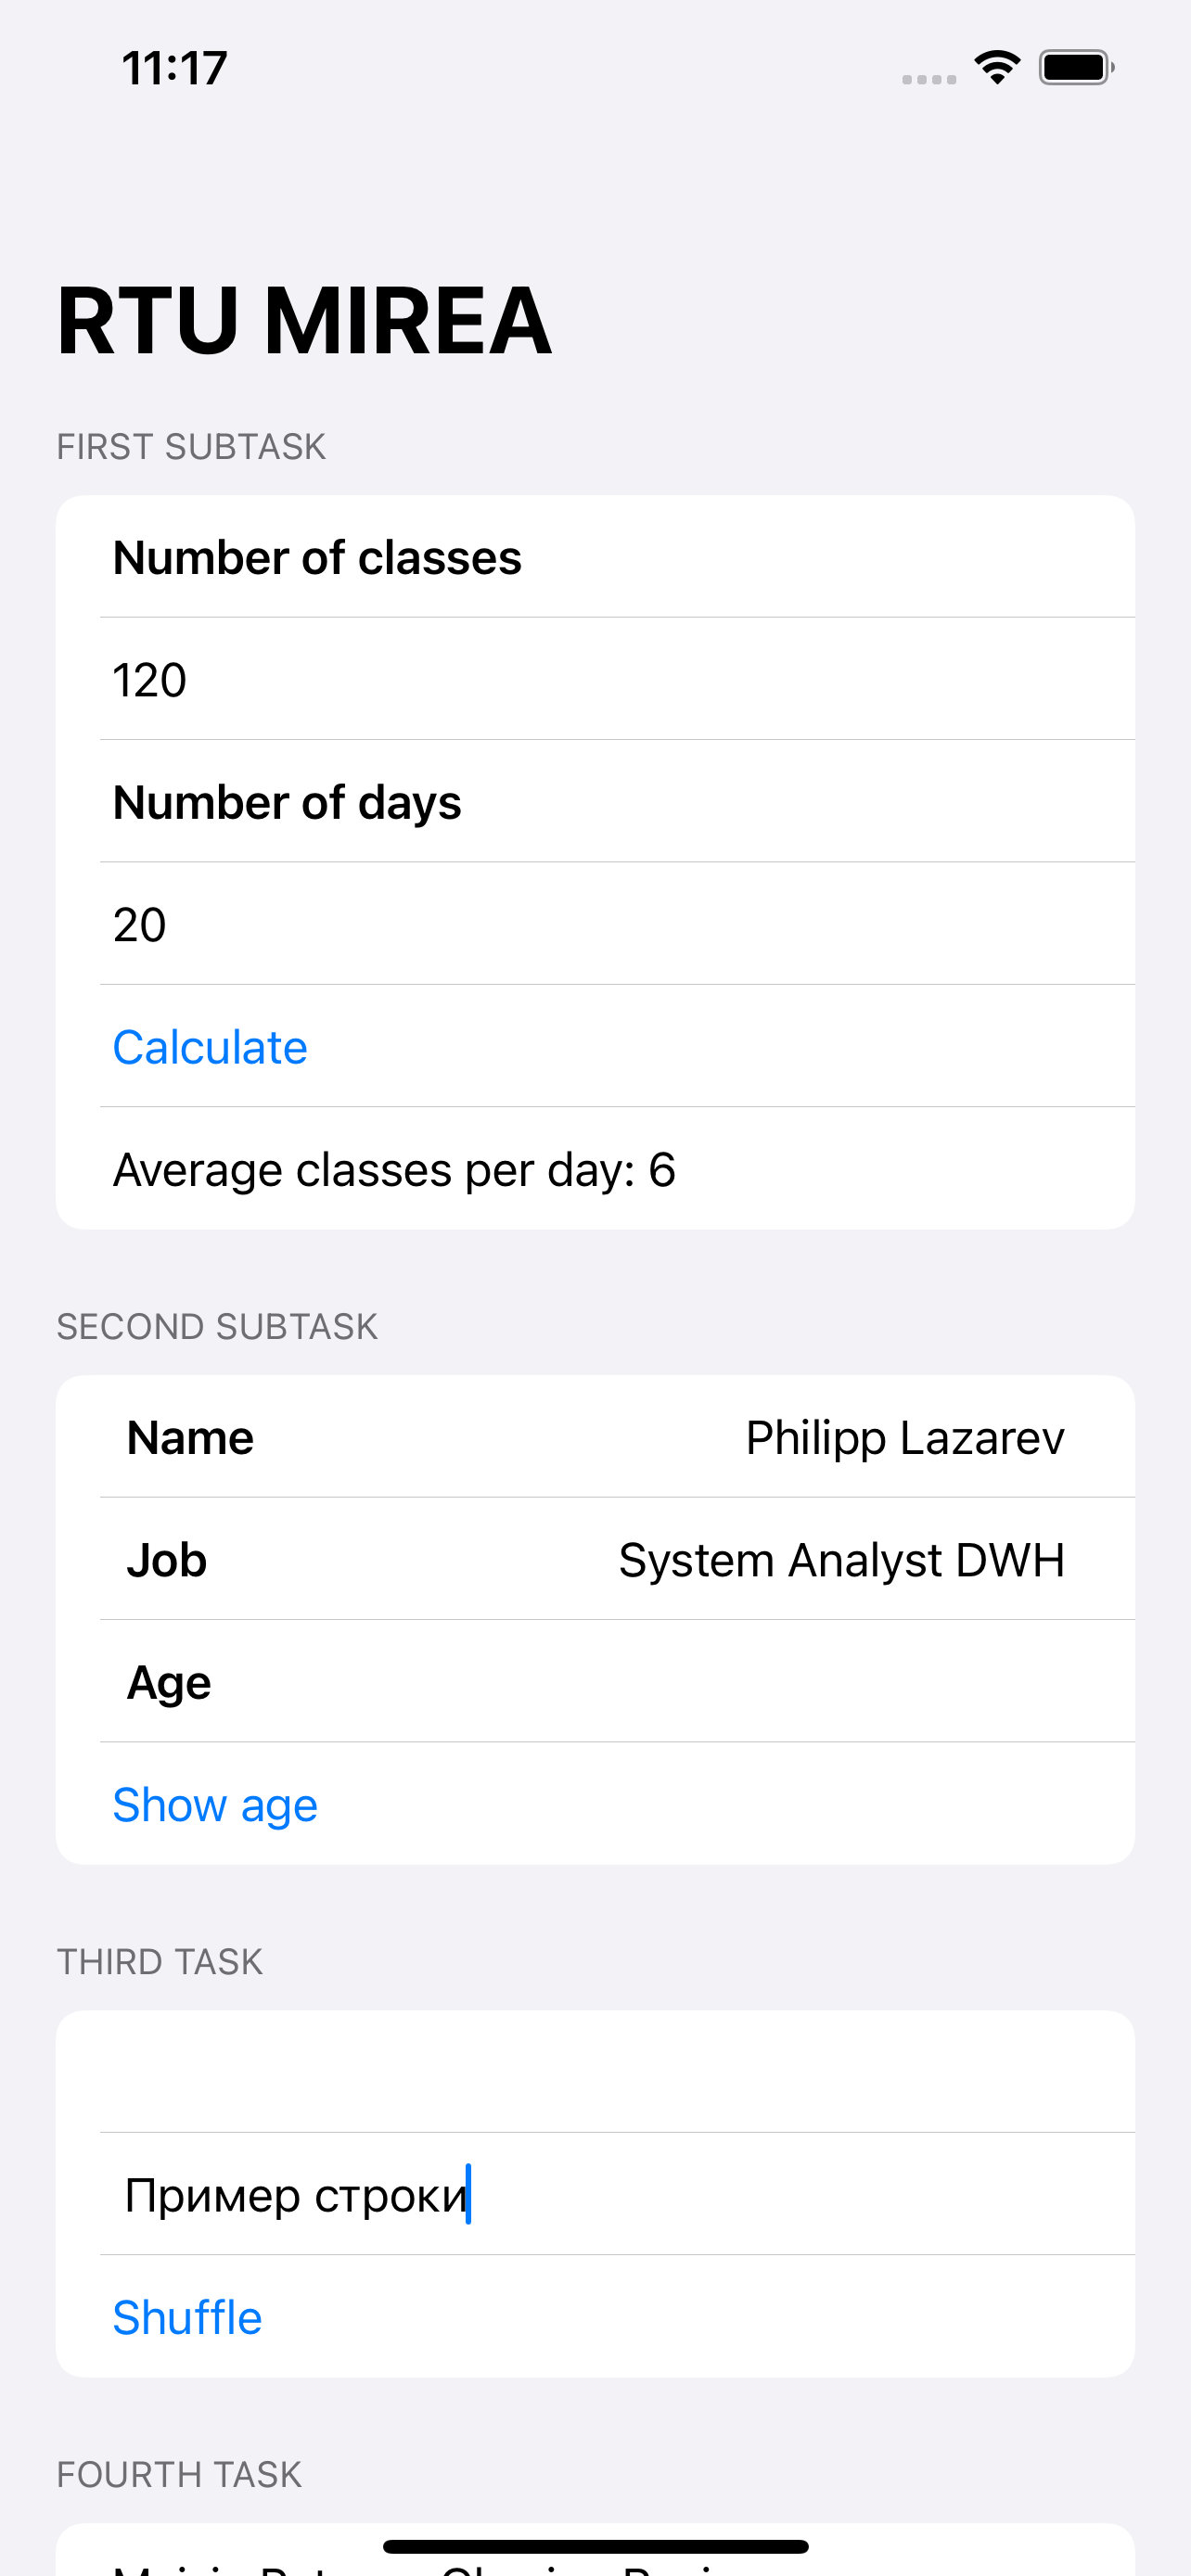 11:17
RTU MIREA
FIRST SUBTASK
Number of classes
120
Number of days
20
Calculate
Average classes per day: 6
SECOND SUBTASK
Name Philipp Lazarev
Job System Analyst DWH
Age
Show age
THIRD TASK
Пример строки
Shuffle
FOURTH TASK